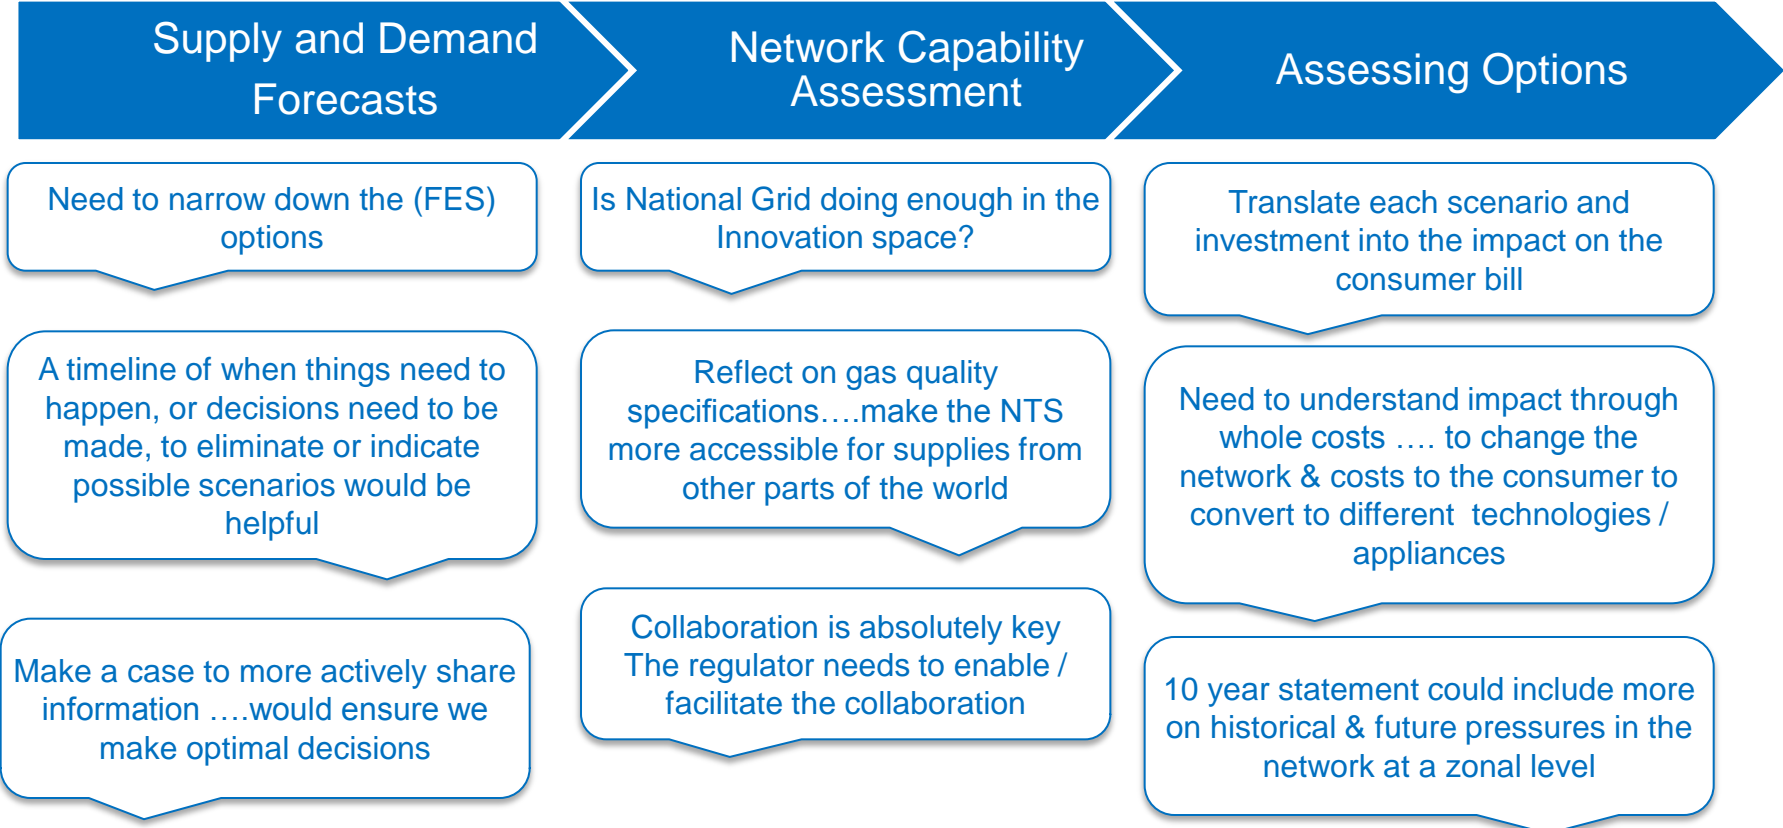 Supply and Demand
Forecasts
Network Capability
Assessment
Assessing Options
Need to narrow down the (FES)
options
A timeline of when things need to
happen, or decisions need to be
made, to eliminate or indicate
possible scenarios would be
helpful
Make a case to more actively share
information ….would ensure we
make optimal decisions
Is National Grid doing enough in the
Innovation space?
Reflect on gas quality
specifications….make the NTS
more accessible for supplies from
other parts of the world
Collaboration is absolutely key
The regulator needs to enable /
facilitate the collaboration
Translate each scenario and
investment into the impact on the
consumer bill
Need to understand impact through
whole costs …. to change the
network & costs to the consumer to
convert to different  technologies /
appliances
10 year statement could include more
on historical & future pressures in the
network at a zonal level